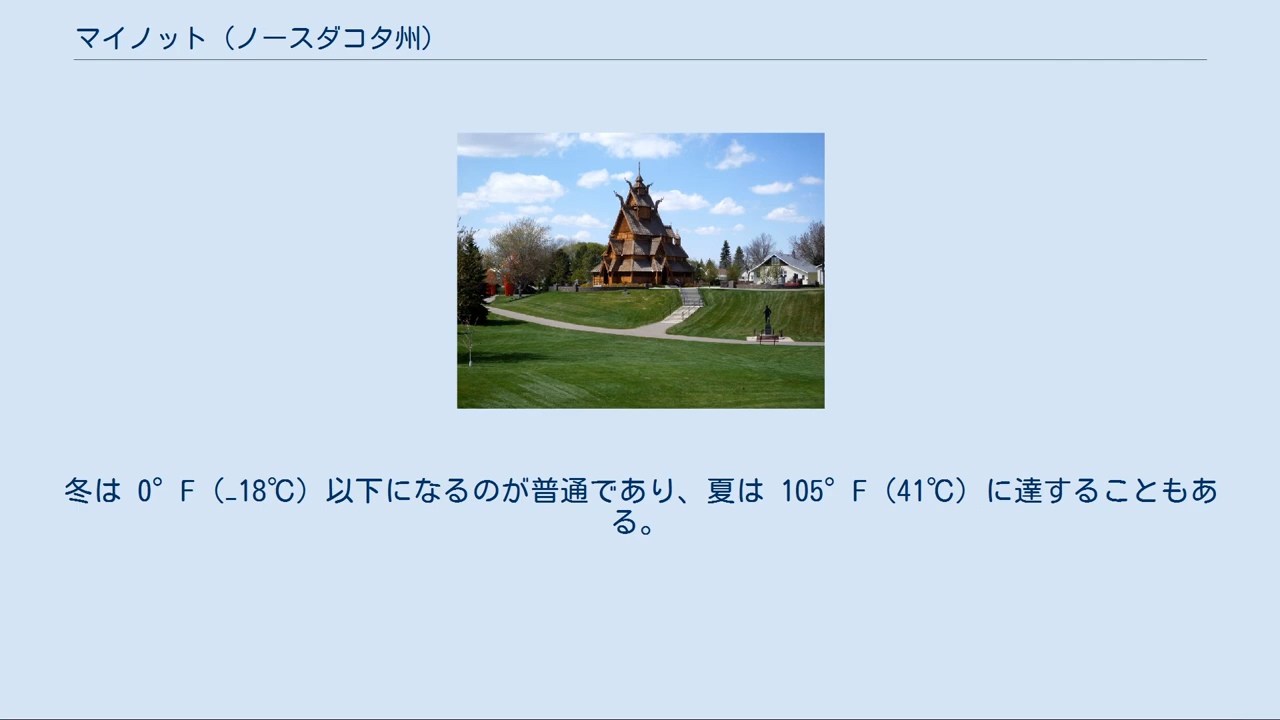 マイノット（ノースダコタ州）
冬は 0°F（−18℃）以下になるのが普通であり、夏は 105°F（41℃）に達することもあ
る。